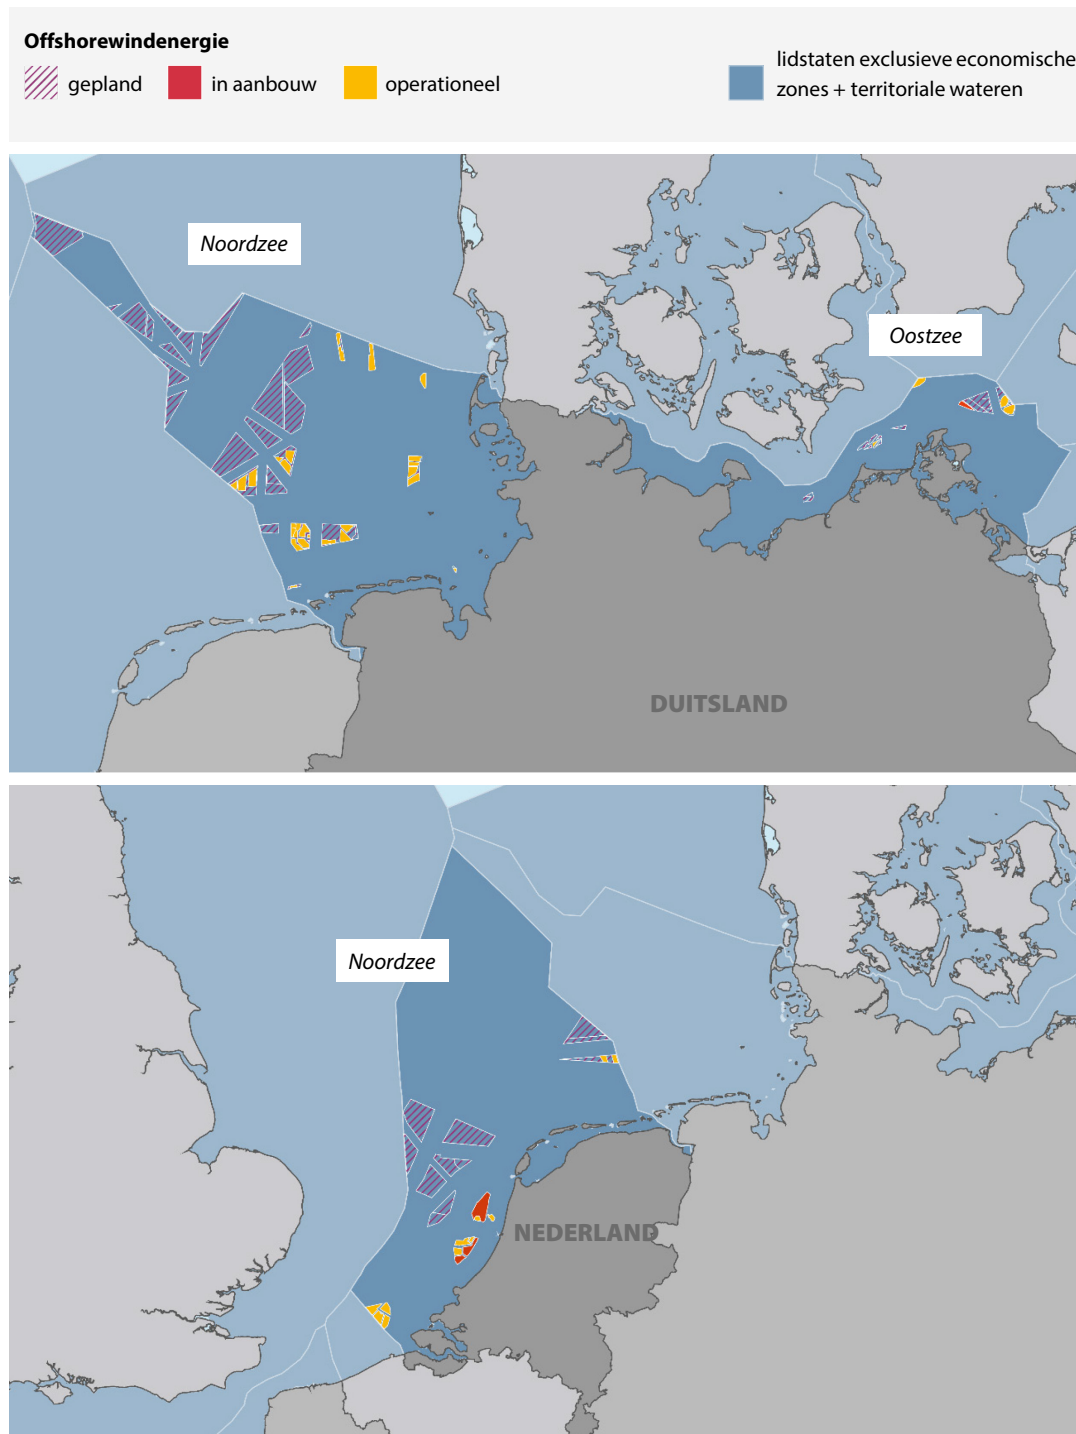 Offshorewindenergie
gepland
in aanbouw
operationeel
lidstaten exclusieve economische
zones + territoriale wateren
Noordzee
Oostzee
DUITSLAND
Noordzee
NEDERLAND